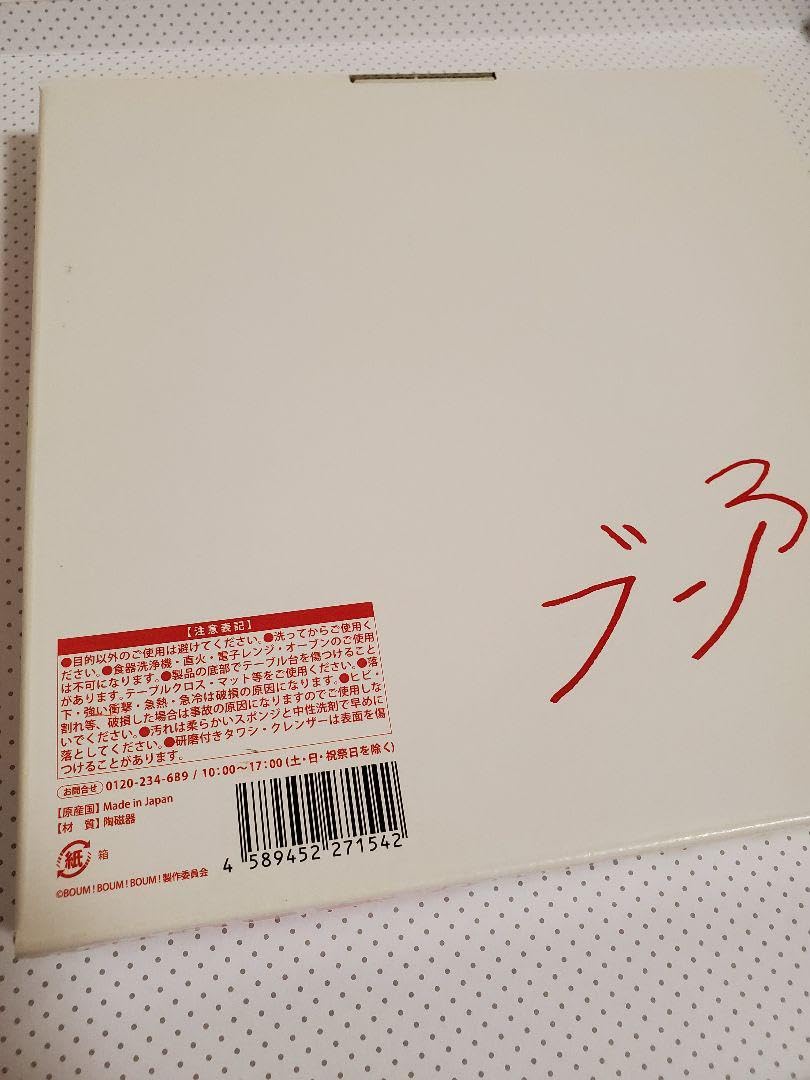 ブーろ
【注意表記】
●目的以外のご使用は避けてください。●洗ってからご使用く
ださい。●食器洗浄機・直火・電子レンジ・オーブンのご使用
は不可になります。●製品の底部でテーブル台を傷つけること
があります。テーブルクロス・マット等をご使用ください。●落
下・強い衝撃・急熱・急冷は破損の原因になります。●ヒビ・
割れ等、破損した場合は事故の原因になりますのでご使用しな
いでください。●汚れは柔らかいスポンジと中性洗剤で早めに
落としてください。●研磨付きタワシ・クレンザーは表面を傷
つけることがあります。
お問合せ 0120-234-689 / 10:00〜17:00 (土・日・祝祭日を除く)
【原産国】Made in Japan
【材 質】陶磁器
紙 箱
4 589452 271542
©BOUM!BOUM!BOUM!製作委員会